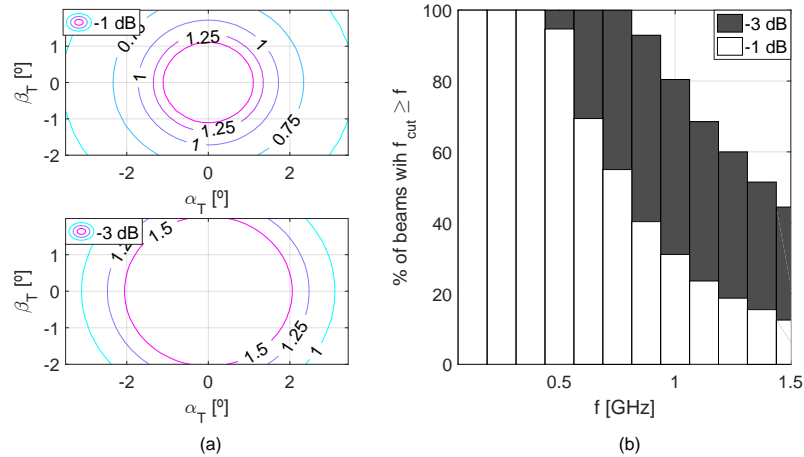 -1 dB
0.75
1.25
1
1
1.25
1
0.75
2
1
0
-1
-2
β_T [º]
-2
0
2
α_T [º]
-3 dB
1.5
1.25
1.5
1
1
0
-1
-2
β_T [º]
-2
0
2
α_T [º]
(a)
100
80
60
40
20
0
% of beams wih f_cut ≥ f
-3 dB
-1 dB
0.5
1
1.5
f [GHz]
(b)